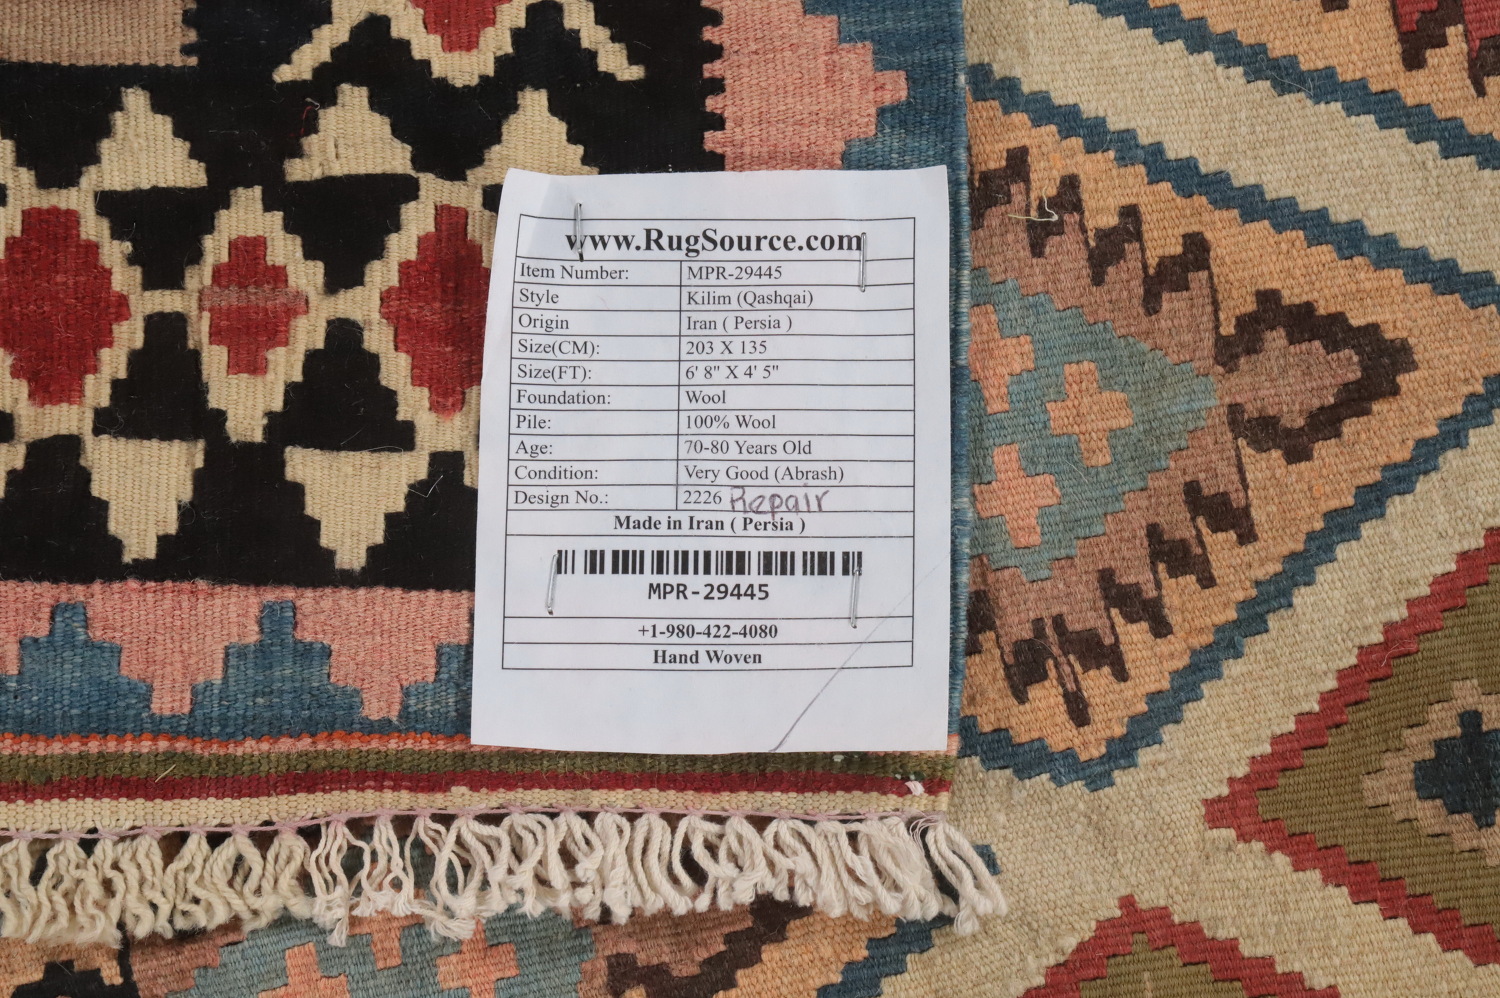 www.RugSource.com
Item Number: MPR-29445
Style Kilim (Qashqai)
Origin Iran ( Persia )
Size(CM): 203 X 135
Size(FT): 6' 8" X 4' 5"
Foundation: Wool
Pile: 100% Wool
Age: 70-80 Years Old
Condition: Very Good (Abrash)
Design No.: 2226 Repair
Made in Iran ( Persia )
MPR-29445
+1-980-422-4080
Hand Woven